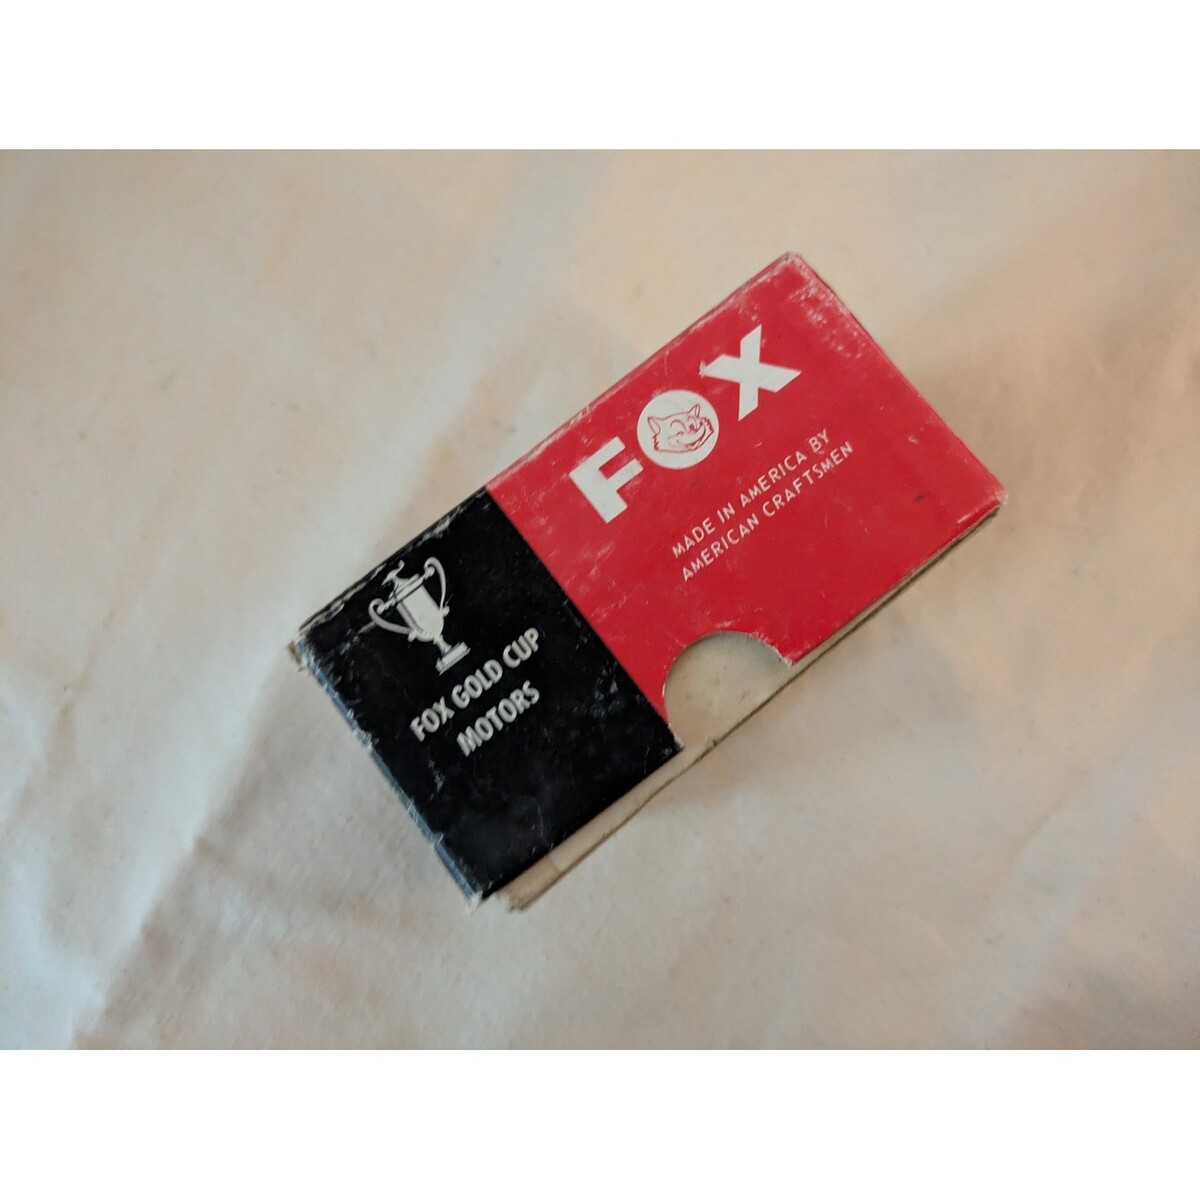 FOX
MADE IN AMERICA BY
AMERICAN CRAFTSMEN
FOX GOLD CUP
MOTORS